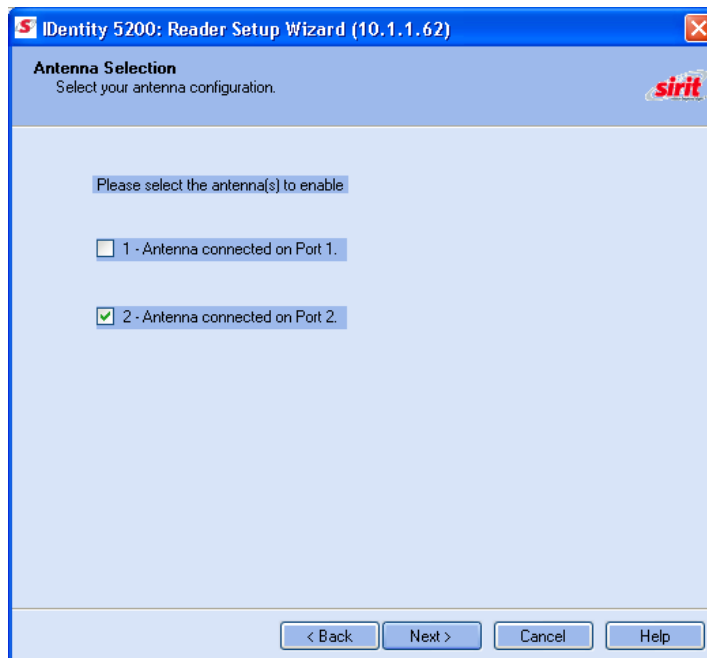 S IDentity 5200: Reader Setup Wizard (10.1.1.62)
Antenna Selection
Select your antenna configuration.
sirit
Please select the antenna(s) to enable
1 - Antenna connected on Port 1.
2 - Antenna connected on Port 2.
< Back Next > Cancel Help